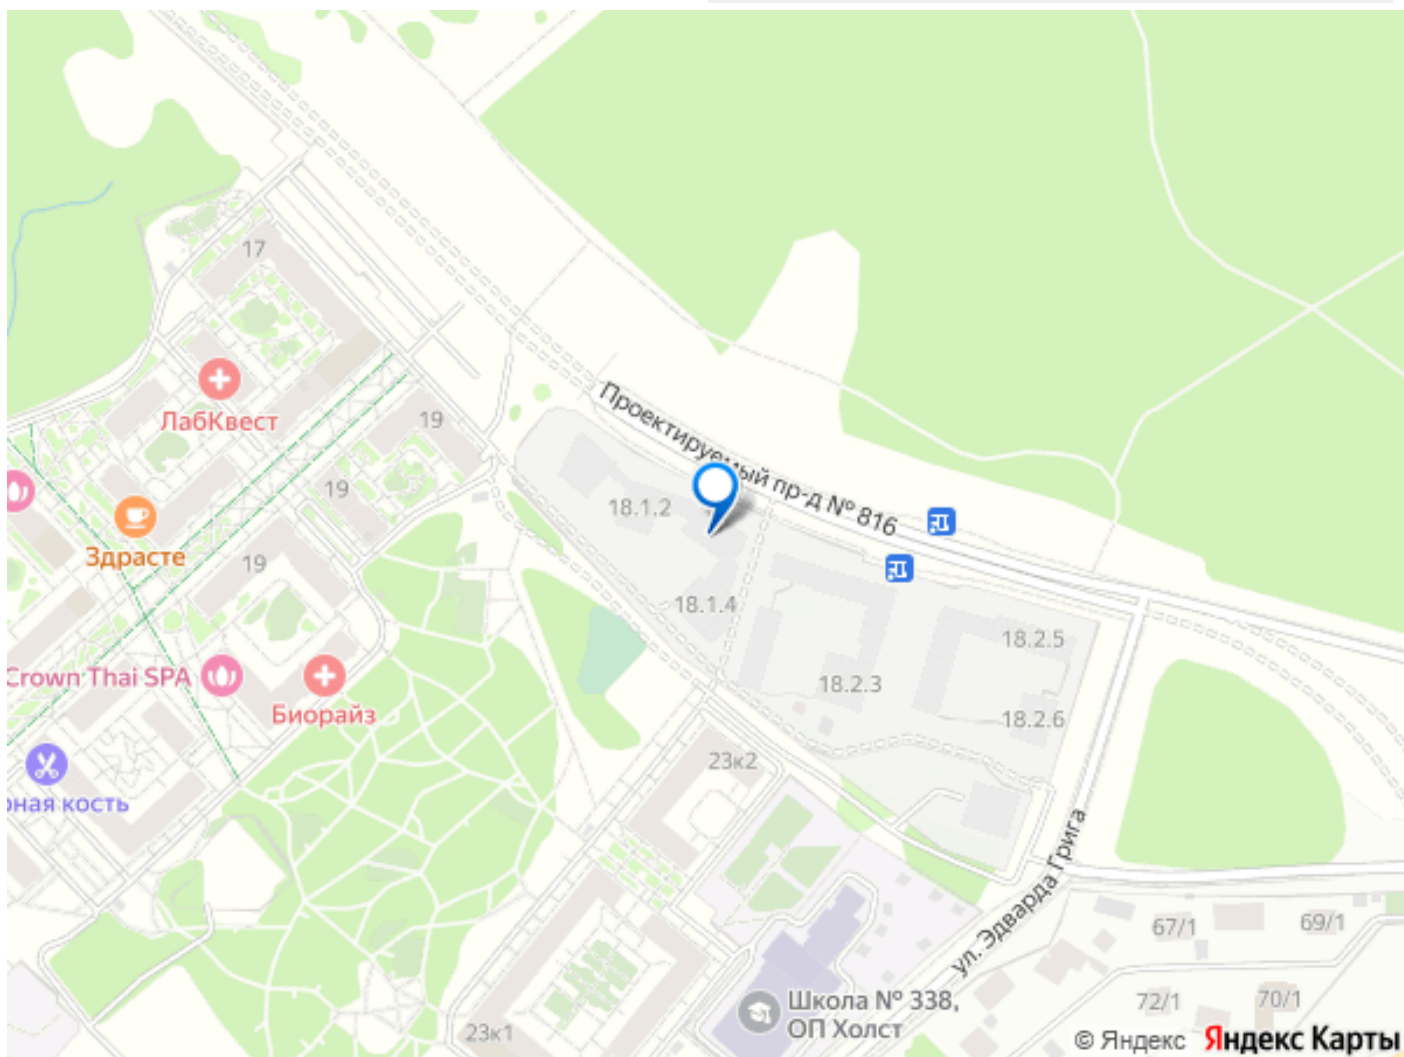 17
ЛабКвест
19
Проектируемый пр-д № 816
19
18.1.2
Здрасте
19
18.1.4
18.2.5
Crown Thai SPA
18.2.3
Биорайз
18.2.6
23к2
рная кость
ул. Эдварда Грига
67/1
69/1
Школа № 338,
ОП Холст
72/1
70/1
23к1
© Яндекс Яндекс Карты